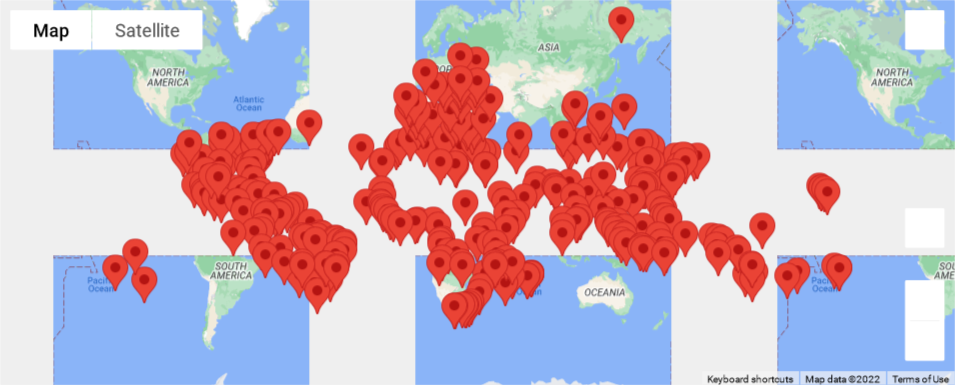 Map
Satellite
ASIA
NORTH
AMERICA
NORTH
AMERICA
Atlantic
Ocean
SOUTH
AMERICA
Pacific
Ocean
OCEANIA
Ocean
Keyboard shortcuts
Map data ©2022
Terms of Use